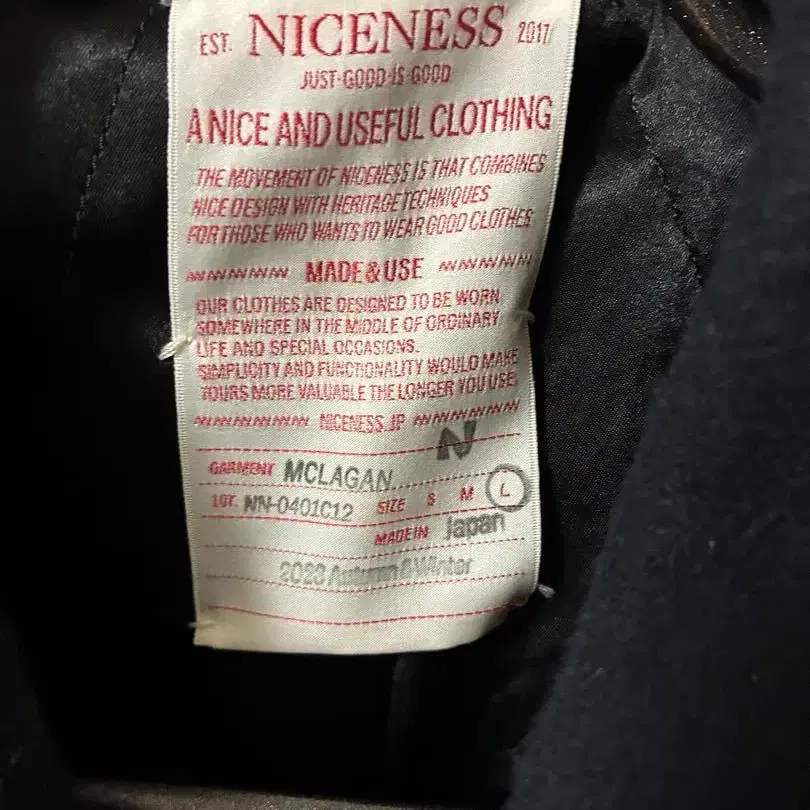 EST. NICENESS 2017
JUST-GOOD-IS-GOOD
A NICE AND USEFUL CLOTHING
THE MOVEMENT OF NICENESS IS THAT COMBINES
NICE DESIGN WITH HERITAGE TECHNIQUES
FOR THOSE WHO WANTS TO WEAR GOOD CLOTHES
MADE & USE
OUR CLOTHES ARE DESIGNED TO BE WORN
SOMEWHERE IN THE MIDDLE OF ORDINARY
LIFE AND SPECIAL OCCASIONS.
SIMPLICITY AND FUNCTIONALITY WOULD MAKE
YOURS MORE VALUABLE THE LONGER YOU USE.
NICENESS.JP
N
GARMENT MCLAGAN
LOT. NN-0401C12 SIZE S M L
MADE IN Japan
2023 Autumn&Winter